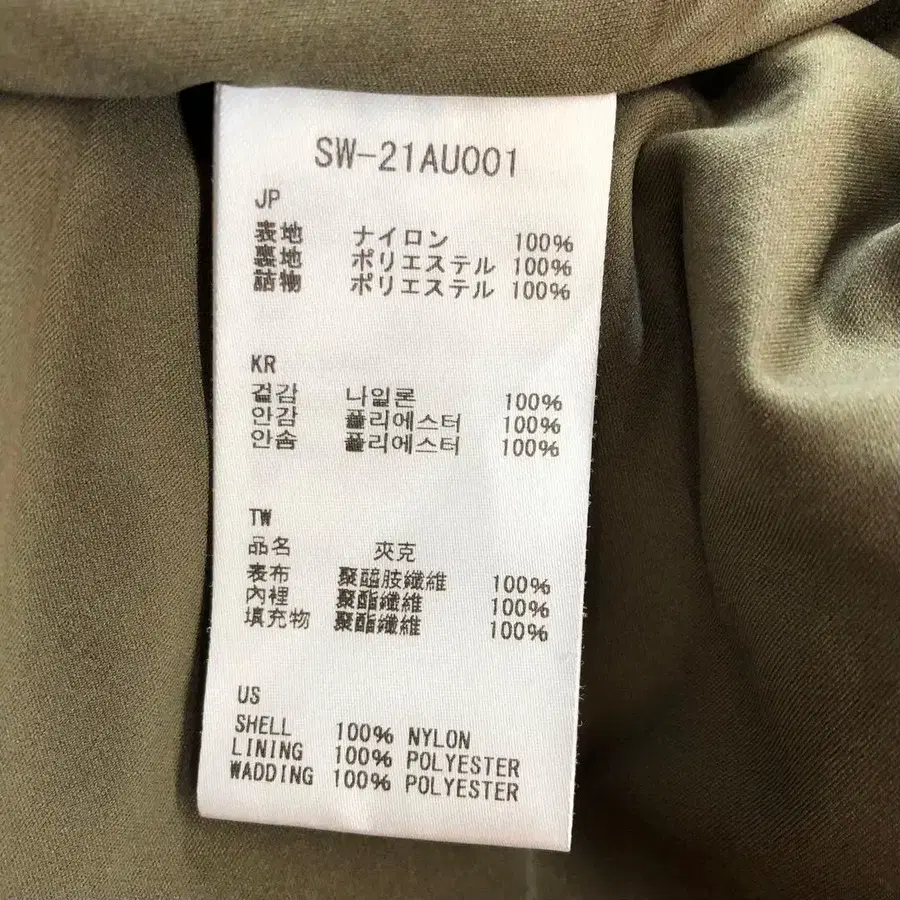 SW-21AU001
JP
表地 ナイロン 100%
裏地 ポリエステル 100%
詰物 ポリエステル 100%
KR
겉감 나일론 100%
안감 폴리에스터 100%
안솜 폴리에스터 100%
TW
品名 夾克
表布 聚醯胺纖維 100%
內裡 聚酯纖維 100%
填充物 聚酯纖維 100%
US
SHELL 100% NYLON
LINING 100% POLYESTER
WADDING 100% POLYESTER